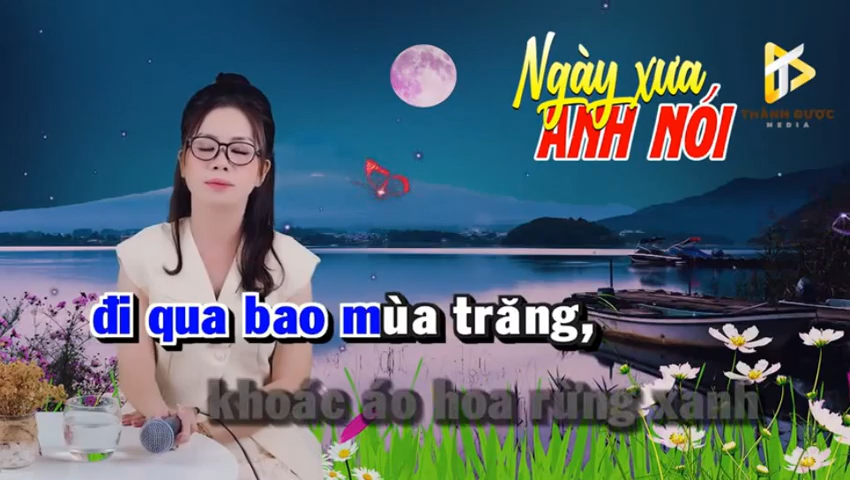 Ngày xưa
ANH NÓI
THÀNH ĐƯỢC
MEDIA
đi qua bao mùa trăng,
khoác áo hoa rừng xanh